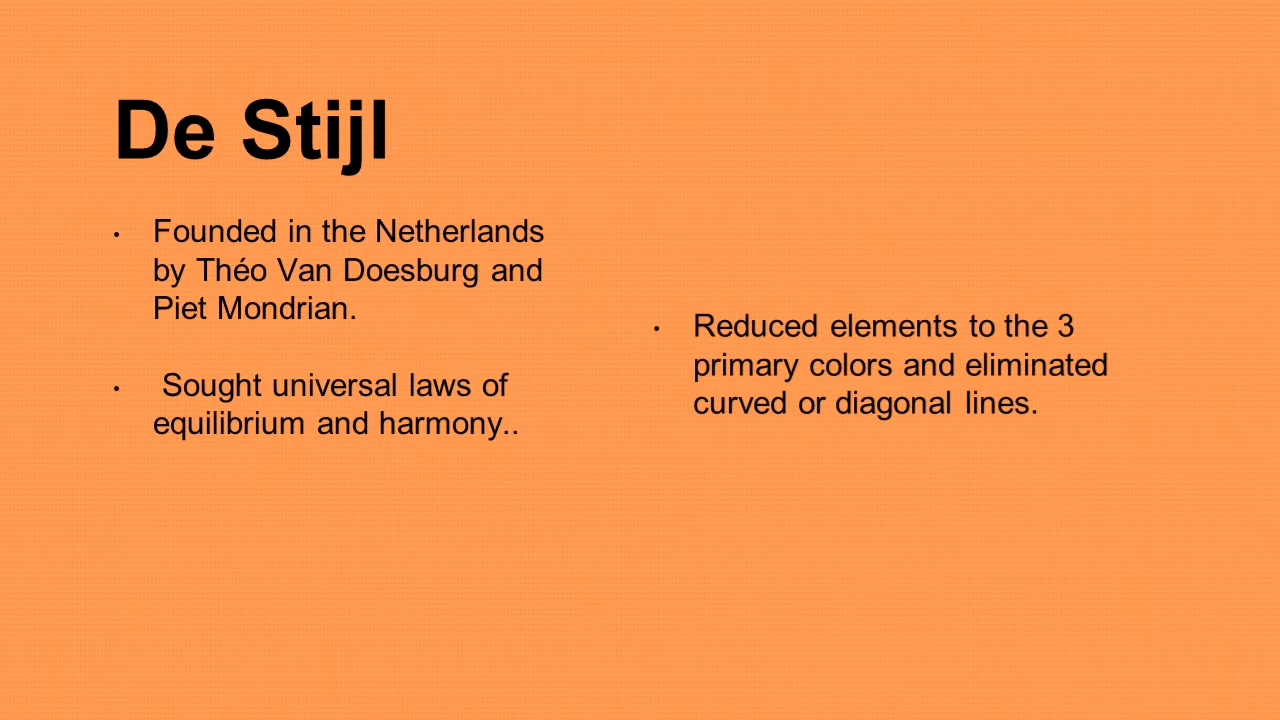 De Stijl
• Founded in the Netherlands
by Théo Van Doesburg and
Piet Mondrian.
• Sought universal laws of
equilibrium and harmony..
• Reduced elements to the 3
primary colors and eliminated
curved or diagonal lines.